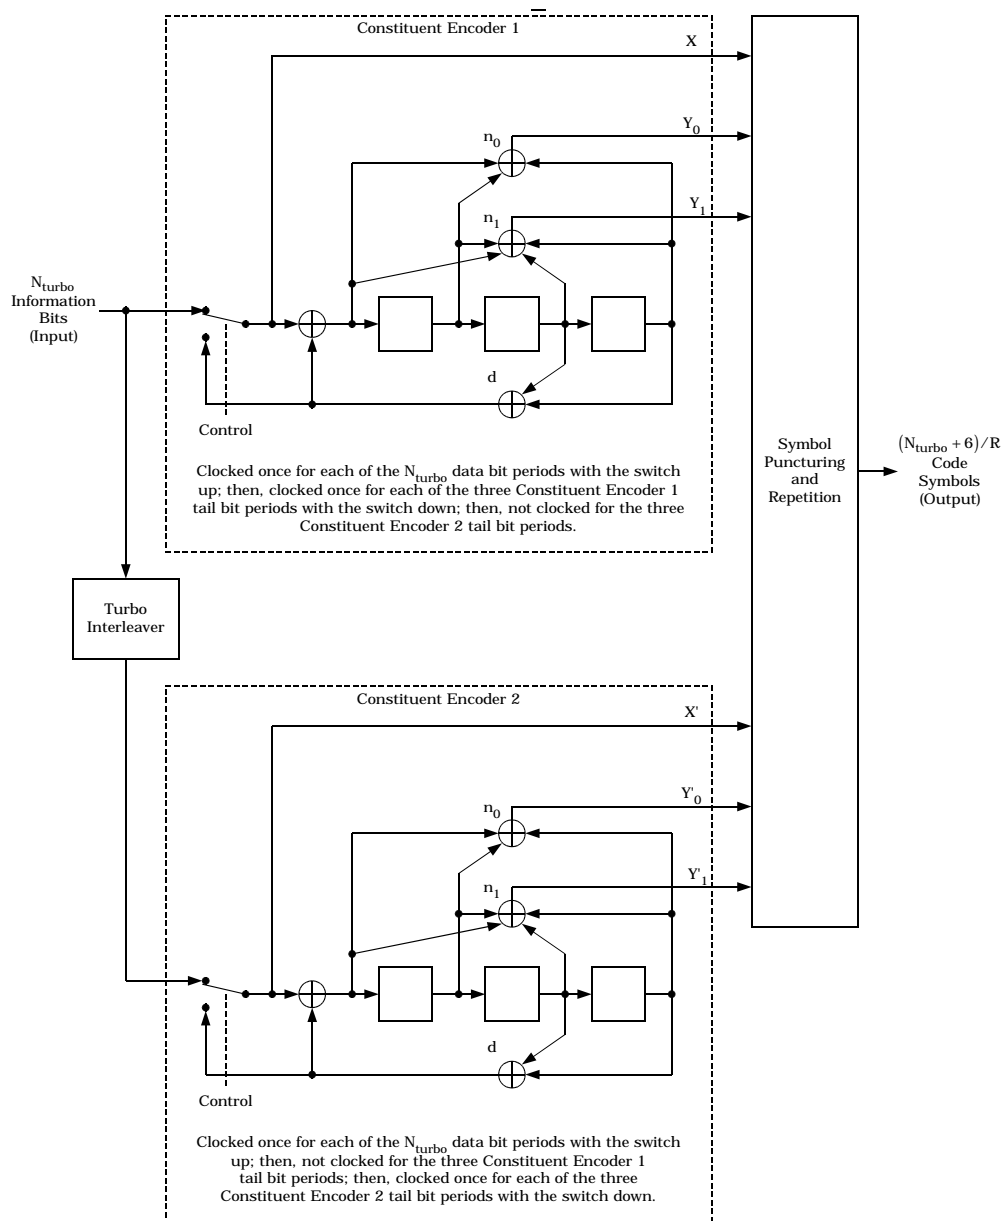 Constituent Encoder 1
X
n0
Y0
n1
Y1
Nturbo
Information
Bits
(Input)
d
Control
Clocked once for each of the Nturbo data bit periods with the switch
up; then, clocked once for each of the three Constituent Encoder 1
tail bit periods with the switch down; then, not clocked for the three
Constituent Encoder 2 tail bit periods.
Symbol
Puncturing
and
Repetition
(Nturbo + 6)/R
Code
Symbols
(Output)
Turbo
Interleaver
Constituent Encoder 2
X'
n0
Y'0
n1
Y'1
d
Control
Clocked once for each of the Nturbo data bit periods with the switch
up; then, not clocked for the three Constituent Encoder 1
tail bit periods; then, clocked once for each of the three
Constituent Encoder 2 tail bit periods with the switch down.